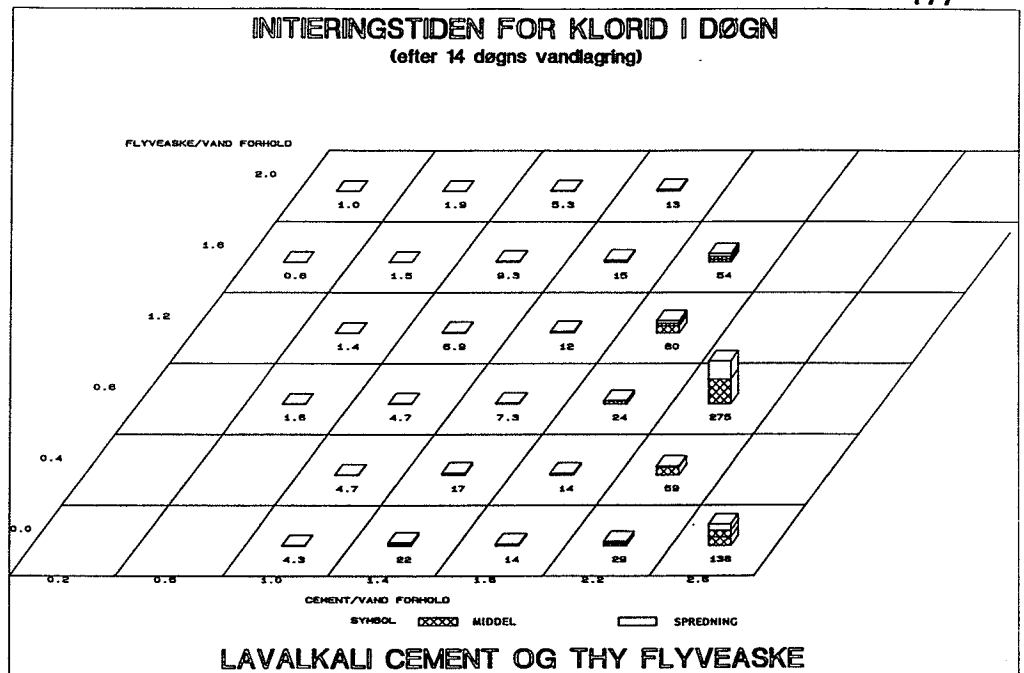 INITIERINGSTIDEN FOR KLORID I DØGN
(efter 14 døgns vandlagring)
FLYVEASKE/VAND FORHOLD
2.0
1.0 1.9 5.3 13
1.6
0.6 1.5 9.3 15 54
1.2
1.4 6.9 12 60
0.8
1.6 4.7 7.3 24 275
0.4
4.7 17 14 59
0.0
4.3 22 14 29 138
0.2 0.6 1.0 1.4 1.8 2.2 2.6
CEMENT/VAND FORHOLD
SYMBOL MIDDEL SPREDNING
LAVALKALI CEMENT OG THY FLYVEASKE